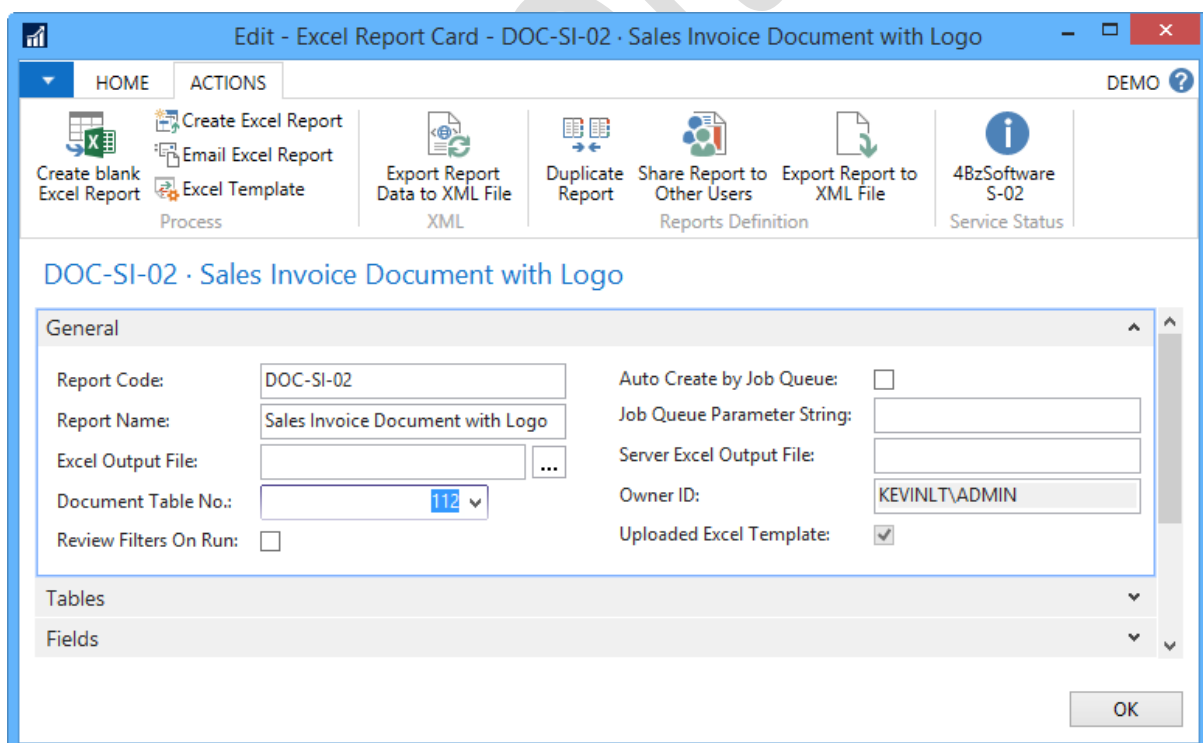 Edit - Excel Report Card - DOC-SI-02 · Sales Invoice Document with Logo
HOME ACTIONS DEMO ?
Create blank Excel Report
Create Excel Report
Email Excel Report
Excel Template
Process
Export Report
Data to XML File
XML
Duplicate
Report
Share Report to
Other Users
Export Report to
XML File
Reports Definition
4BzSoftware
S-02
Service Status
DOC-SI-02 · Sales Invoice Document with Logo
General
Report Code: DOC-SI-02
Report Name: Sales Invoice Document with Logo
Excel Output File: ...
Document Table No.: 112
Review Filters On Run:
Auto Create by Job Queue:
Job Queue Parameter String:
Server Excel Output File:
Owner ID: KEVINLT\ADMIN
Uploaded Excel Template:
Tables
Fields
OK